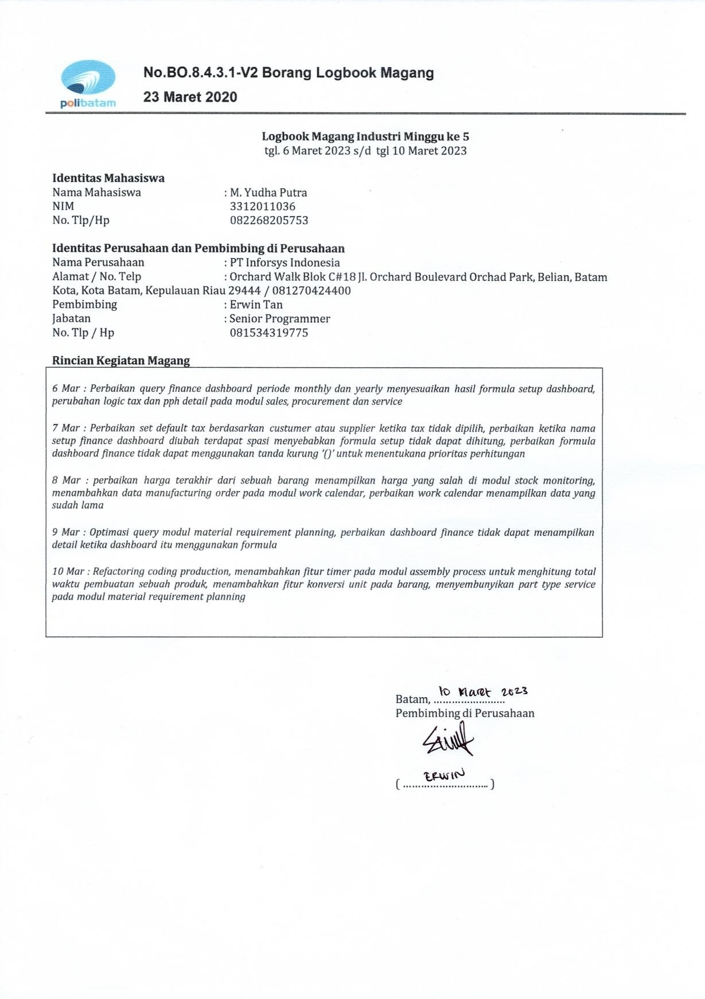 polibatam
No.BO.8.4.3.1-V2 Borang Logbook Magang
23 Maret 2020
Logbook Magang Industri Minggu ke 5
tgl. 6 Maret 2023 s/d tgl 10 Maret 2023
Identitas Mahasiswa
Nama Mahasiswa : M. Yudha Putra
NIM 3312011036
No. Tlp/Hp 082268205753
Identitas Perusahaan dan Pembimbing di Perusahaan
Nama Perusahaan : PT Inforsys Indonesia
Alamat / No. Telp : Orchard Walk Blok C#18 Jl. Orchard Boulevard Orchad Park, Belian, Batam
Kota, Kota Batam, Kepulauan Riau 29444 / 081270424400
Pembimbing : Erwin Tan
Jabatan : Senior Programmer
No. Tlp / Hp 081534319775
Rincian Kegiatan Magang
6 Mar : Perbaikan query finance dashboard periode monthly dan yearly menyesuaikan hasil formula setup dashboard,
perubahan logic tax dan pph detail pada modul sales, procurement dan service
7 Mar : Perbaikan set default tax berdasarkan custumer atau supplier ketika tax tidak dipilih, perbaikan ketika nama
setup finance dashboard diubah terdapat spasi menyebabkan formula setup tidak dapat dihitung, perbaikan formula
dashboard finance tidak dapat menggunakan tanda kurung '()' untuk menentukana prioritas perhitungan
8 Mar : perbaikan harga terakhir dari sebuah barang menampilkan harga yang salah di modul stock monitoring,
menambahkan data manufacturing order pada modul work calendar, perbaikan work calendar menampilkan data yang
sudah lama
9 Mar : Optimasi query modul material requirement planning, perbaikan dashboard finance tidak dapat menampilkan
detail ketika dashboard itu menggunakan formula
10 Mar : Refactoring coding production, menambahkan fitur timer pada modul assembly process untuk menghitung total
waktu pembuatan sebuah produk, menambahkan fitur konversi unit pada barang, menyembunyikan part type service
pada modul material requirement planning
Batam, 10 Maret 2023
Pembimbing di Perusahaan
( ERWIN )